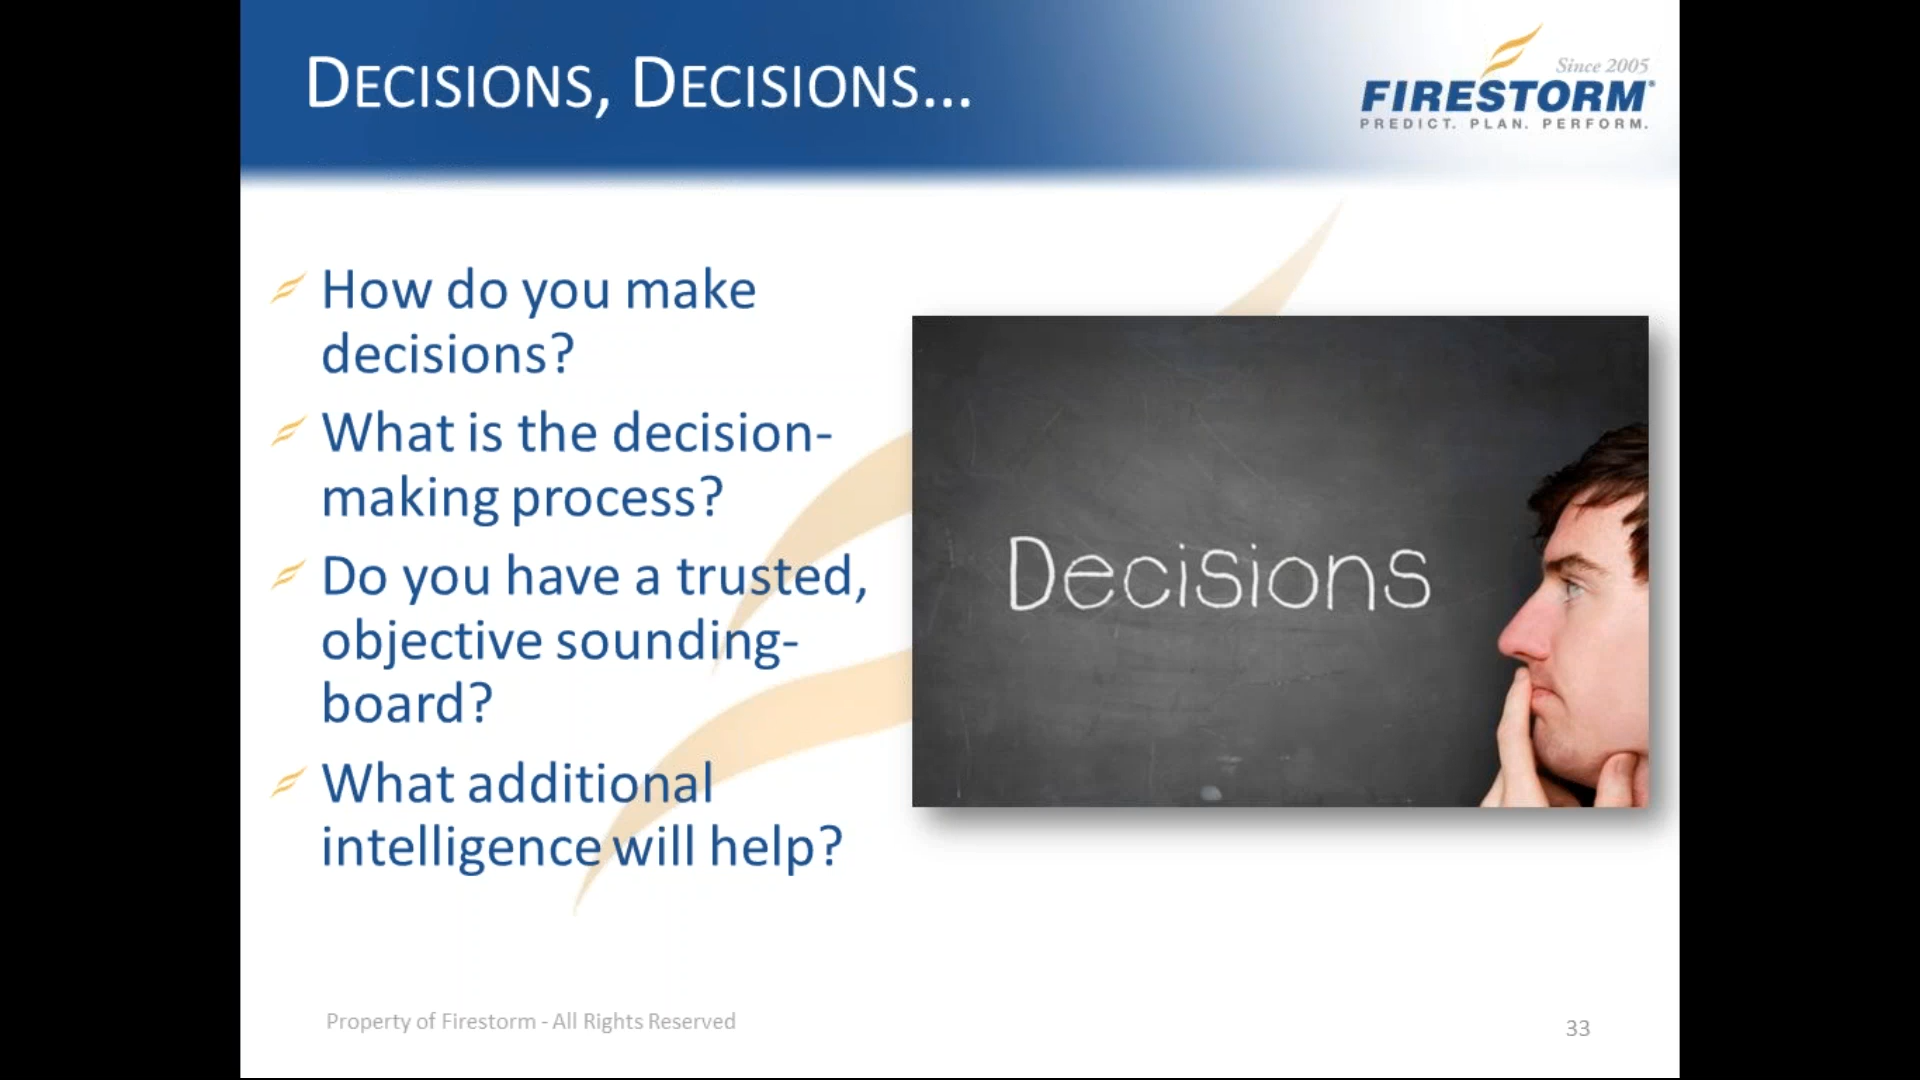 DECISIONS, DECISIONS...
Since 2005
FIRESTORM®
PREDICT. PLAN. PERFORM.
How do you make
decisions?
What is the decision-
making process?
Do you have a trusted,
objective sounding-
board?
What additional
intelligence will help?
Decisions
Property of Firestorm - All Rights Reserved
33